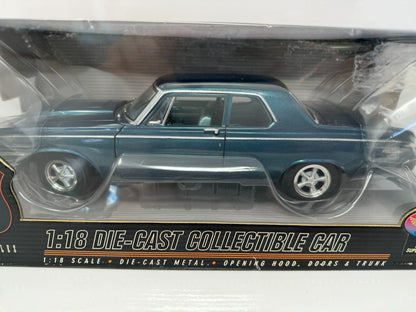 1:18 DIE-CAST COLLECTIBLE CAR
1:18 SCALE • DIE-CAST METAL • OPENING HOOD, DOORS & TRUNK